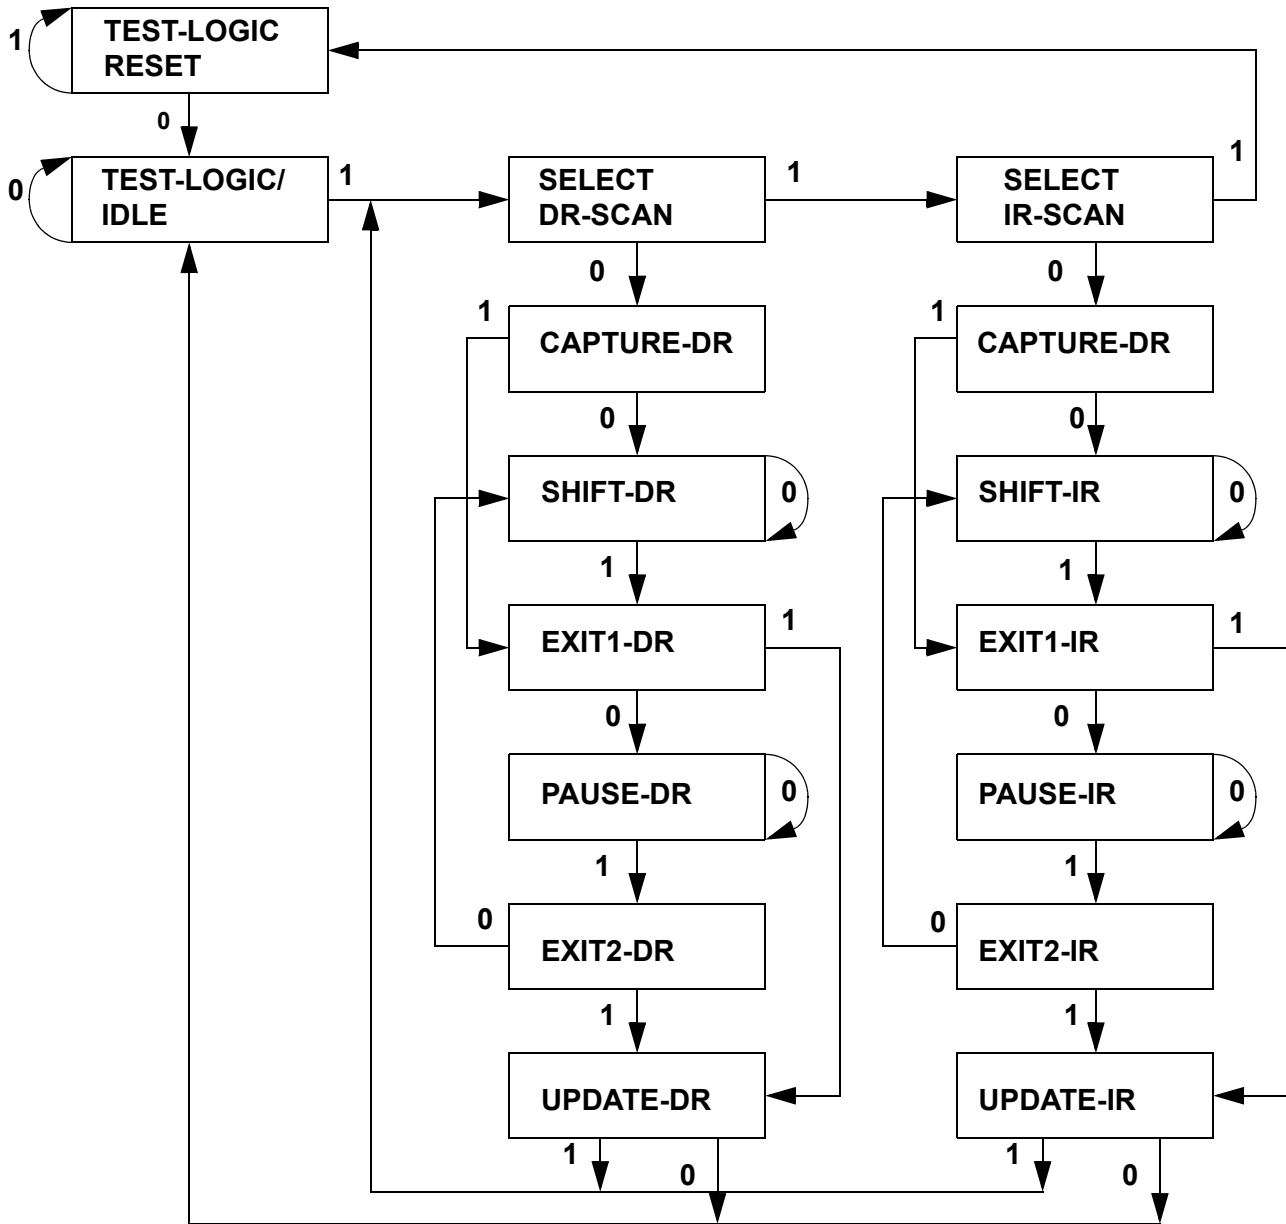 1
TEST-LOGIC
RESET
0
0
TEST-LOGIC/
IDLE
1
SELECT
DR-SCAN
1
SELECT
IR-SCAN
1
0
0
1
CAPTURE-DR
1
CAPTURE-DR
0
0
SHIFT-DR
0
SHIFT-IR
0
1
1
EXIT1-DR
1
EXIT1-IR
1
0
0
PAUSE-DR
0
PAUSE-IR
0
1
1
0
EXIT2-DR
0
EXIT2-IR
1
1
UPDATE-DR
UPDATE-IR
1
0
1
0